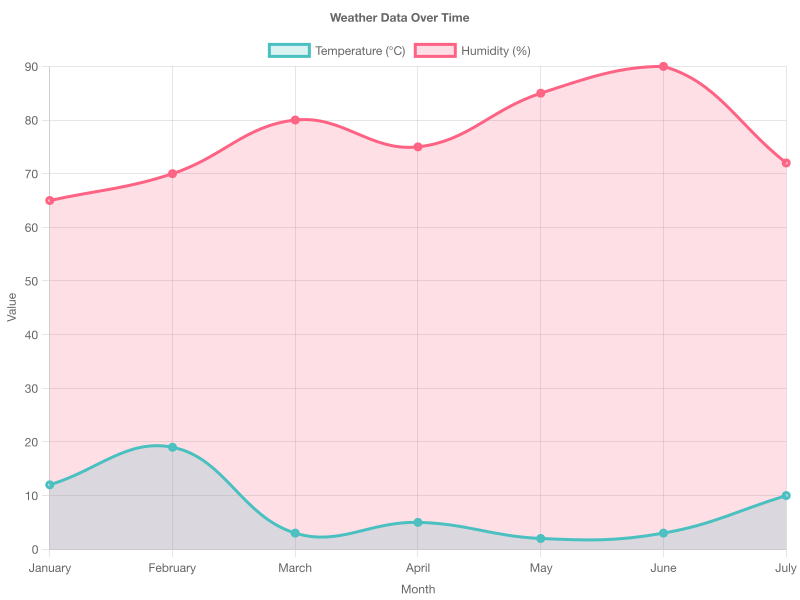 Weather Data Over Time
Temperature (°C) Humidity (%)
90
80
70
60
50
40
30
20
10
0
Value
January February March April May June July
Month